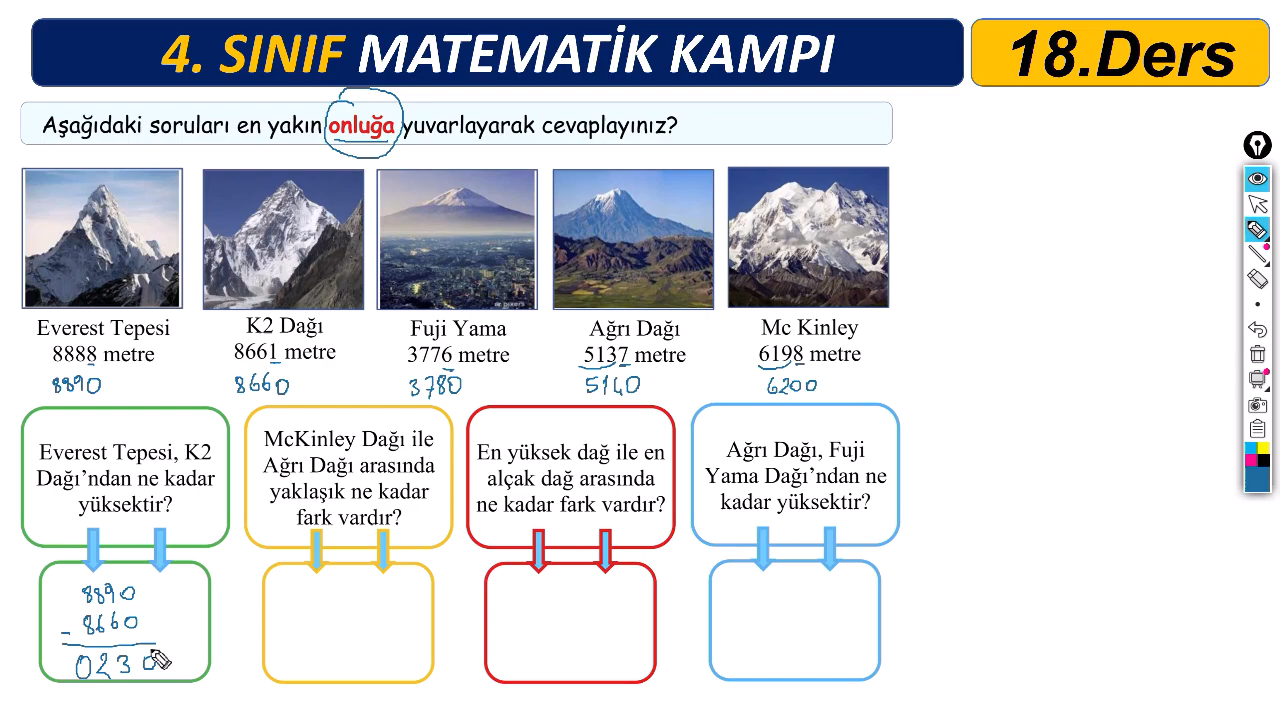 4. SINIF MATEMATİK KAMPI
18.Ders
Aşağıdaki soruları en yakın onluğa yuvarlayarak cevaplayınız?
Everest Tepesi
8888 metre
8890
K2 Dağı
8661 metre
8660
Fuji Yama
3776 metre
3780
Ağrı Dağı
5137 metre
5140
Mc Kinley
6198 metre
6200
Everest Tepesi, K2
Dağı’ndan ne kadar
yüksektir?
McKinley Dağı ile
Ağrı Dağı arasında
yaklaşık ne kadar
fark vardır?
En yüksek dağ ile en
alçak dağ arasında
ne kadar fark vardır?
Ağrı Dağı, Fuji
Yama Dağı’ndan ne
kadar yüksektir?
8890
- 8660
0230